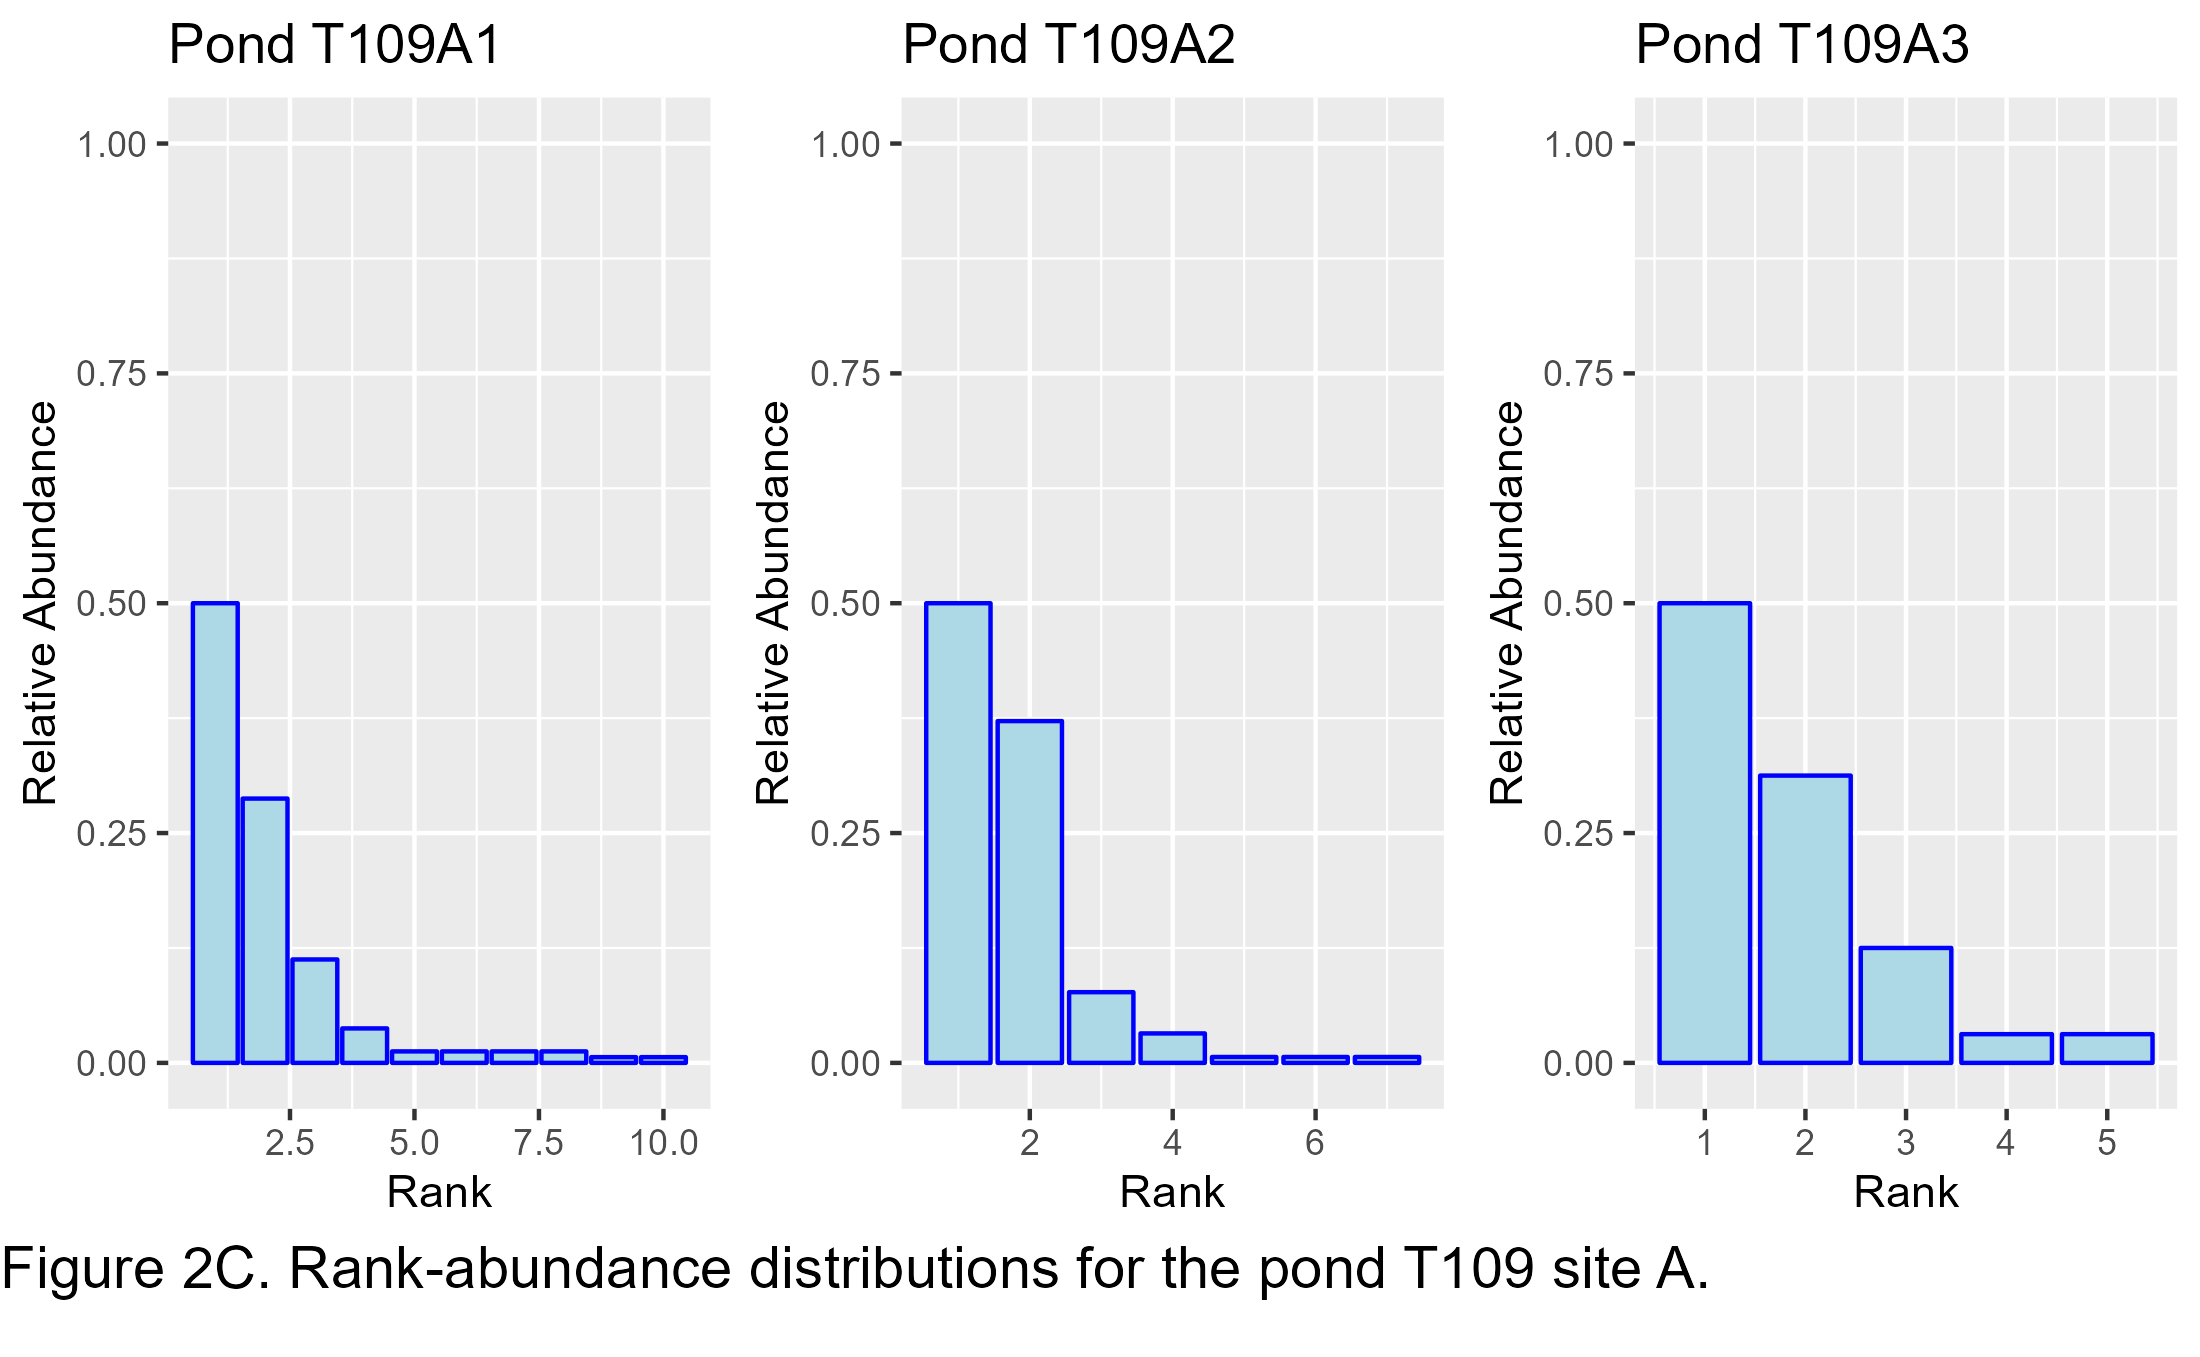 Pond T109A1
Pond T109A2
Pond T109A3
Relative Abundance
1.00
0.75
0.50
0.25
0.00
2.5 5.0 7.5 10.0
Rank
Relative Abundance
1.00
0.75
0.50
0.25
0.00
2 4 6
Rank
Relative Abundance
1.00
0.75
0.50
0.25
0.00
1 2 3 4 5
Rank
Figure 2C. Rank-abundance distributions for the pond T109 site A.